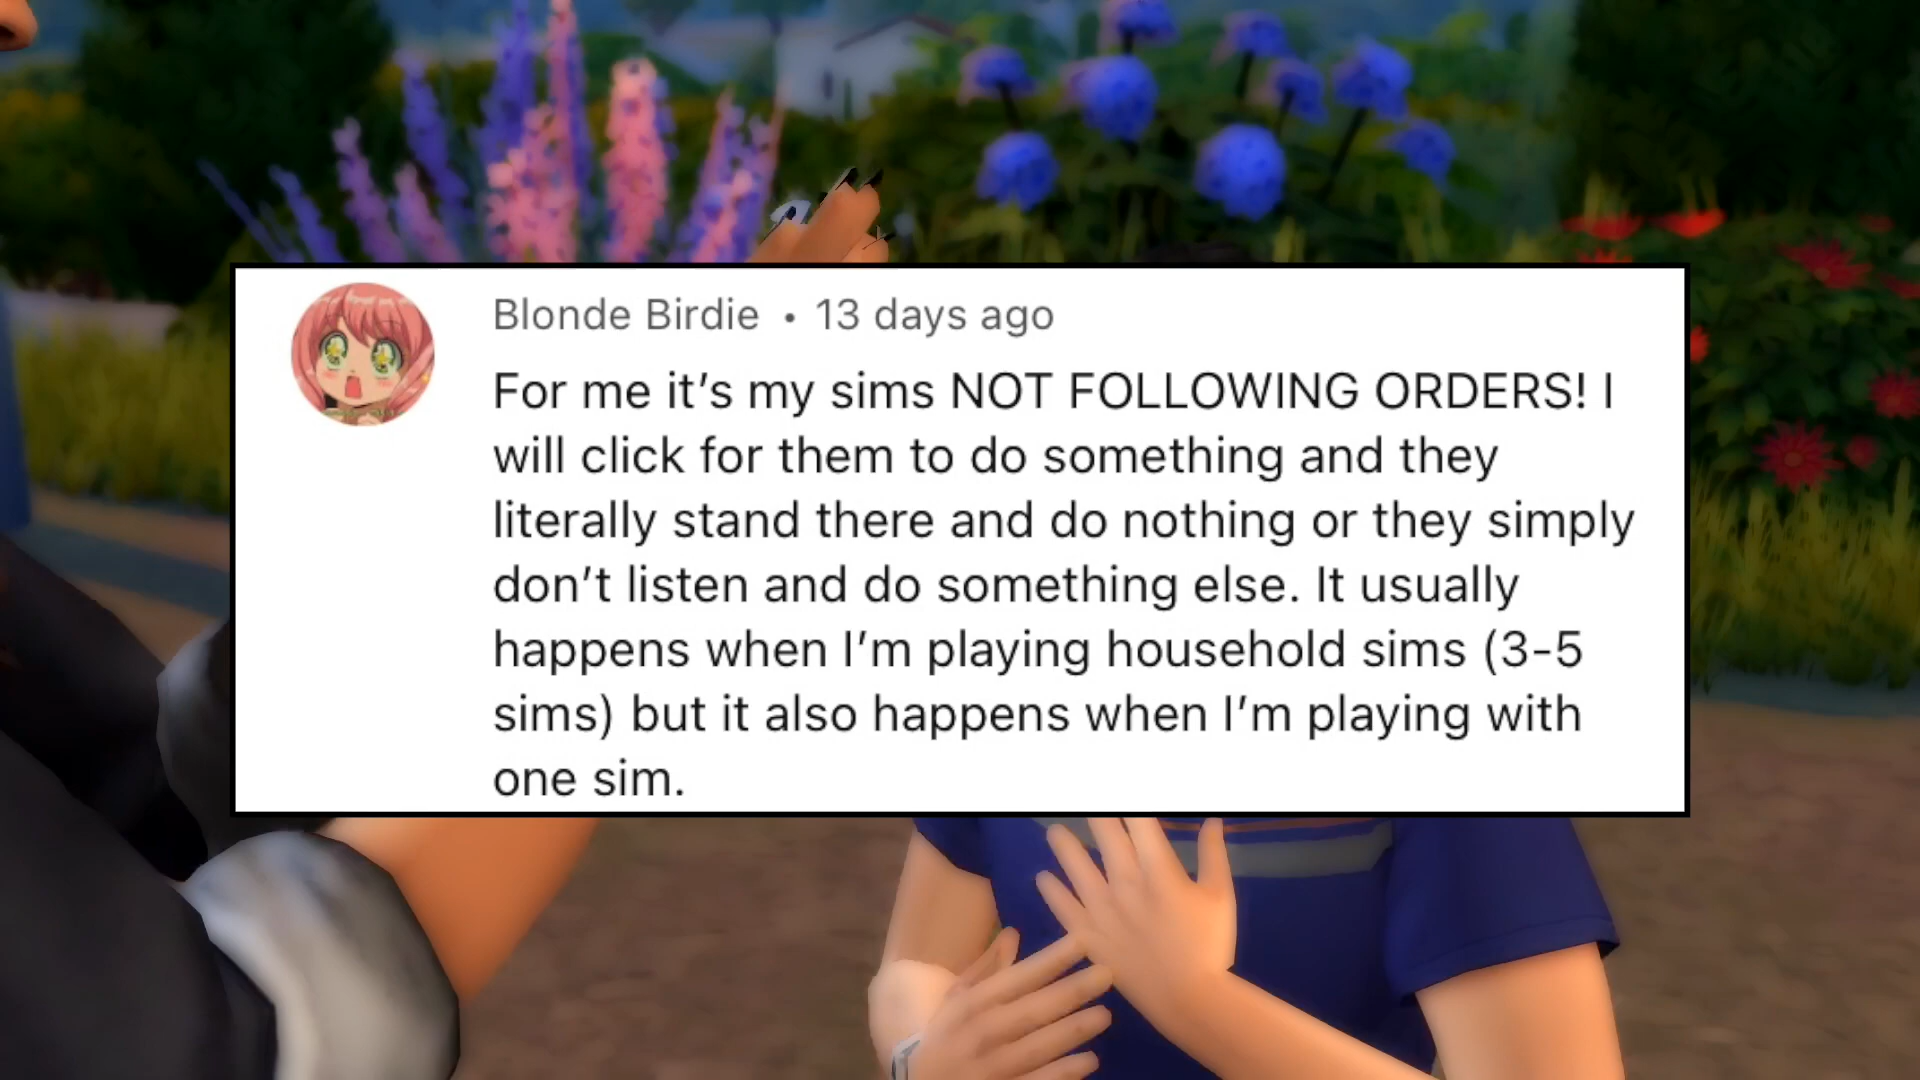 Blonde Birdie • 13 days ago
For me it’s my sims NOT FOLLOWING ORDERS! I
will click for them to do something and they
literally stand there and do nothing or they simply
don’t listen and do something else. It usually
happens when I’m playing household sims (3-5
sims) but it also happens when I’m playing with
one sim.